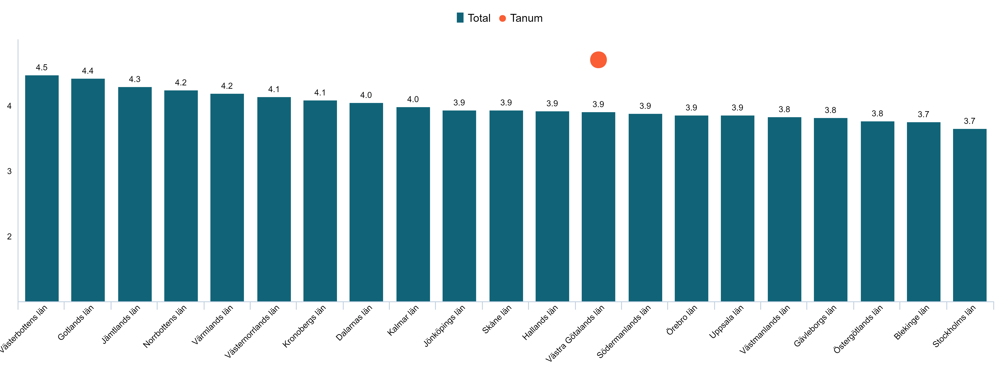 Total Tanum
4.5 4.4 4.3 4.2 4.2 4.1 4.1 4.0 4.0 3.9 3.9 3.9 3.9 3.9 3.9 3.9 3.8 3.8 3.8 3.7 3.7
4
3
2
Västerbottens län Gotlands län Jämtlands län Norrbottens län Värmlands län Västernorrlands län Kronobergs län Dalarnas län Kalmar län Jönköpings län Skåne län Hallands län Västra Götalands län Södermanlands län Örebro län Uppsala län Västmanlands län Gävleborgs län Östergötlands län Blekinge län Stockholms län